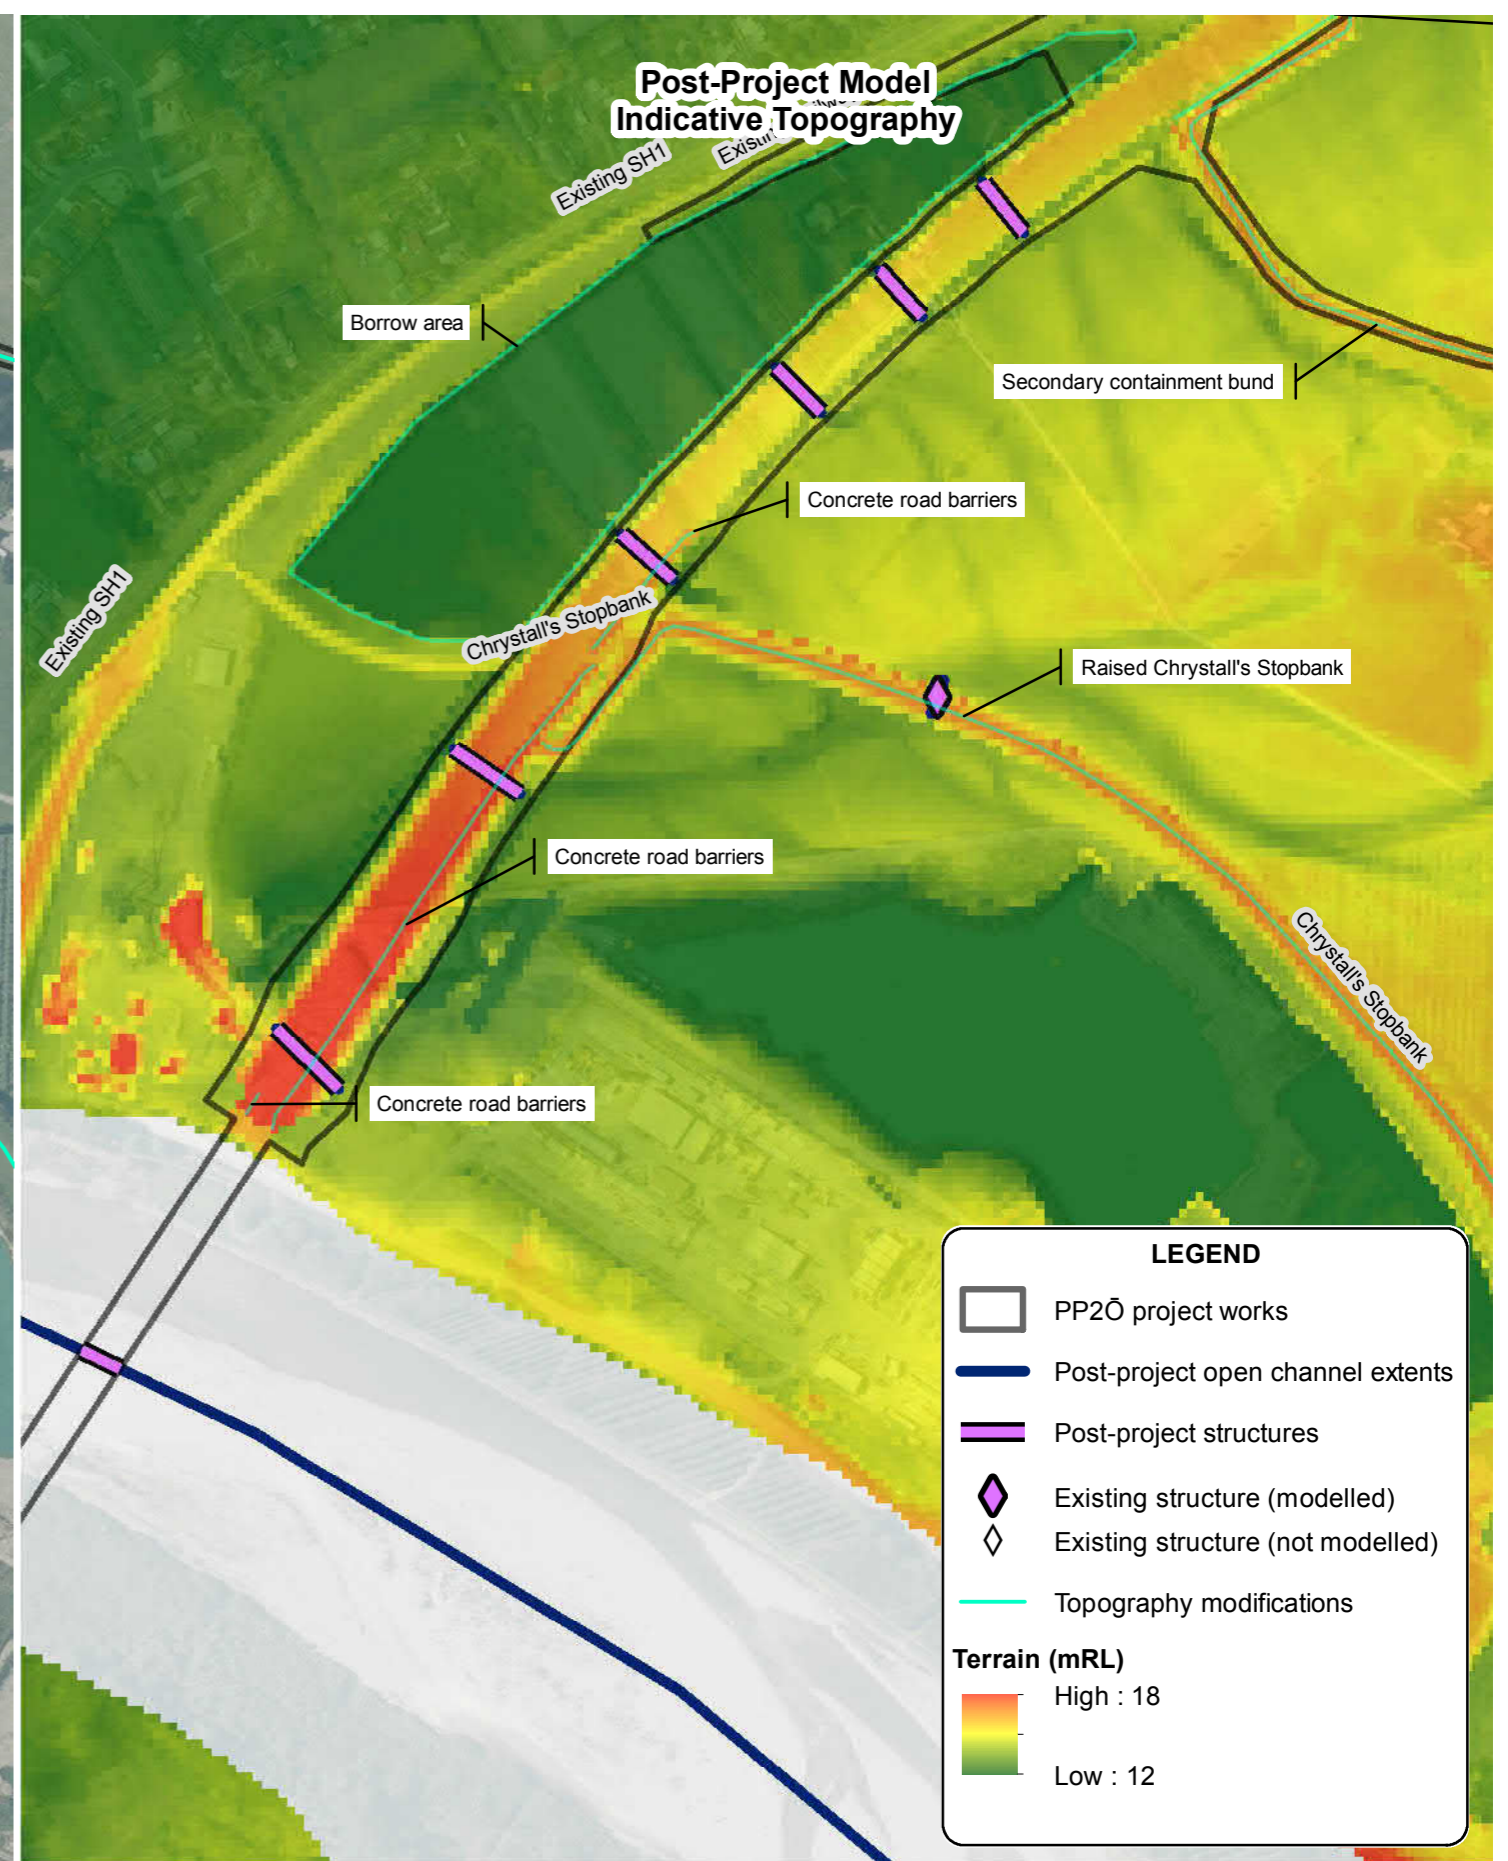 Post-Project Model
Indicative Topography
Existing SH1
Borrow area
Secondary containment bund
Concrete road barriers
Existing SH1
Chrystall's Stopbank
Raised Chrystall's Stopbank
Concrete road barriers
Chrystall's Stopbank
Concrete road barriers
LEGEND
PP2Ō project works
Post-project open channel extents
Post-project structures
Existing structure (modelled)
Existing structure (not modelled)
Topography modifications
Terrain (mRL)
High : 18
Low : 12